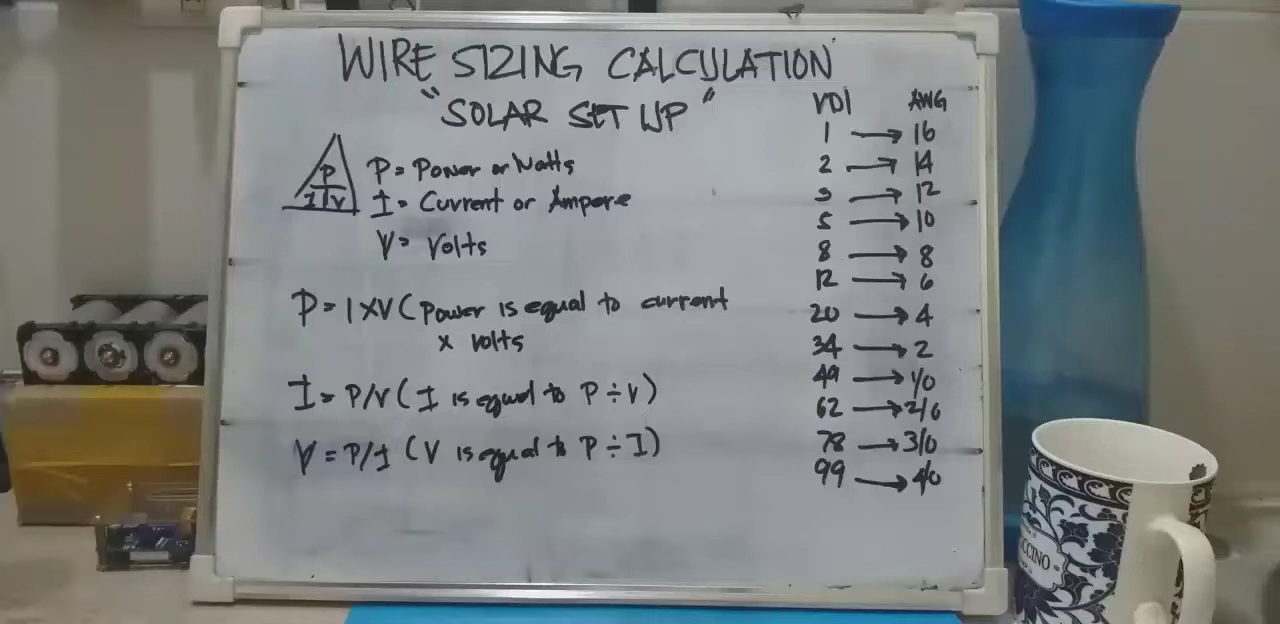 WIRE SIZING CALCULATION
"SOLAR SET UP"
P
I V
P = Power or Watts
I = Current or Ampere
V = Volts
P = I X V ( Power is equal to current
x volts
I = P/V ( I is equal to P ÷ V )
V = P/I ( V is equal to P ÷ I )
VDI AWG
1 → 16
2 → 14
3 → 12
5 → 10
8 → 8
12 → 6
20 → 4
34 → 2
49 → 1/0
62 → 2/0
78 → 3/0
99 → 4/0
CCINO